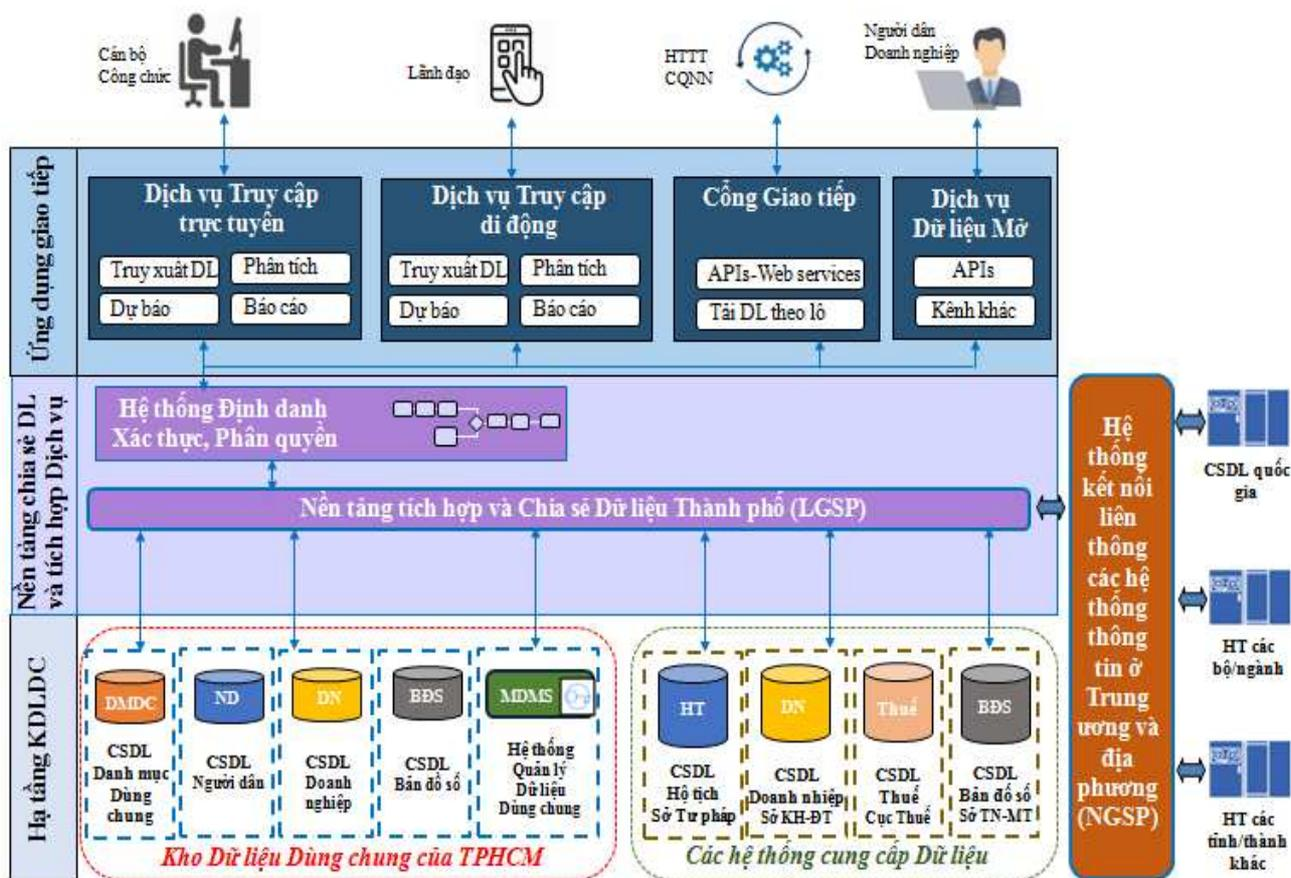 Cán bộ
Công chức
Lãnh đạo
HTTT
CQNN
Người dân
Doanh nghiệp
Ứng dụng giao tiếp
Dịch vụ Truy cập
trực tuyến
Truy xuất DL
Phân tích
Dự báo
Báo cáo
Dịch vụ Truy cập
di động
Truy xuất DL
Phân tích
Dự báo
Báo cáo
Cổng Giao tiếp
APIs-Web services
Tải DL theo lô
Dịch vụ
Dữ liệu Mở
APIs
Kênh khác
Nền tảng chia sẻ DL
và tích hợp Dịch vụ
Hệ thống Định danh
Xác thực, Phân quyền
Nền tảng tích hợp và Chia sẻ Dữ liệu Thành phố (LGSP)
Hạ tầng KDLDC
DMDC
CSDL
Danh mục
Dùng
chung
ND
CSDL
Người dân
DN
CSDL
Doanh
nghiệp
BĐS
CSDL
Bản đồ số
MDMS
Hệ thống
Quản lý
Dữ liệu
Dùng chung
Kho Dữ liệu Dùng chung của TPHCM
HT
CSDL
Hộ tịch
Sở Tư pháp
DN
CSDL
Doanh nhiệp
Sở KH-ĐT
Thuế
CSDL
Thuế
Cục Thuế
BĐS
CSDL
Bản đồ số
Sở TN-MT
Các hệ thống cung cấp Dữ liệu
Hệ
thống
kết nối
liên
thông
các hệ
thống
thông
tin ở
Trung
ương và
địa
phương
(NGSP)
CSDL quốc
gia
HT các
bộ/ngành
HT các
tỉnh/thành
khác